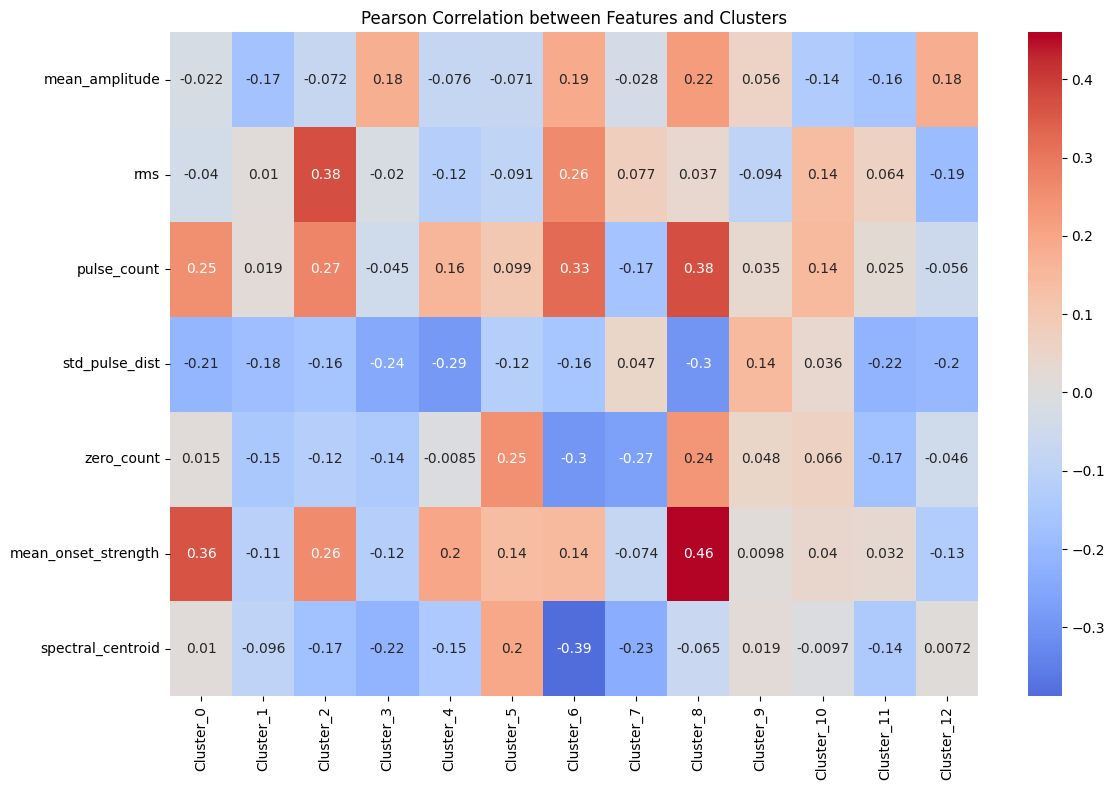 Pearson Correlation between Features and Clusters
mean_amplitude -0.022 -0.17 -0.072 0.18 -0.076 -0.071 0.19 -0.028 0.22 0.056 -0.14 -0.16 0.18
rms -0.04 0.01 0.38 -0.02 -0.12 -0.091 0.26 0.077 0.037 -0.094 0.14 0.064 -0.19
pulse_count 0.25 0.019 0.27 -0.045 0.16 0.099 0.33 -0.17 0.38 0.035 0.14 0.025 -0.056
std_pulse_dist -0.21 -0.18 -0.16 -0.24 -0.29 -0.12 -0.16 0.047 -0.3 0.14 0.036 -0.22 -0.2
zero_count 0.015 -0.15 -0.12 -0.14 -0.0085 0.25 -0.3 -0.27 0.24 0.048 0.066 -0.17 -0.046
mean_onset_strength 0.36 -0.11 0.26 -0.12 0.2 0.14 0.14 -0.074 0.46 0.0098 0.04 0.032 -0.13
spectral_centroid 0.01 -0.096 -0.17 -0.22 -0.15 0.2 -0.39 -0.23 -0.065 0.019 -0.0097 -0.14 0.0072
Cluster_0
Cluster_1
Cluster_2
Cluster_3
Cluster_4
Cluster_5
Cluster_6
Cluster_7
Cluster_8
Cluster_9
Cluster_10
Cluster_11
Cluster_12
0.4
0.3
0.2
0.1
0.0
−0.1
−0.2
−0.3